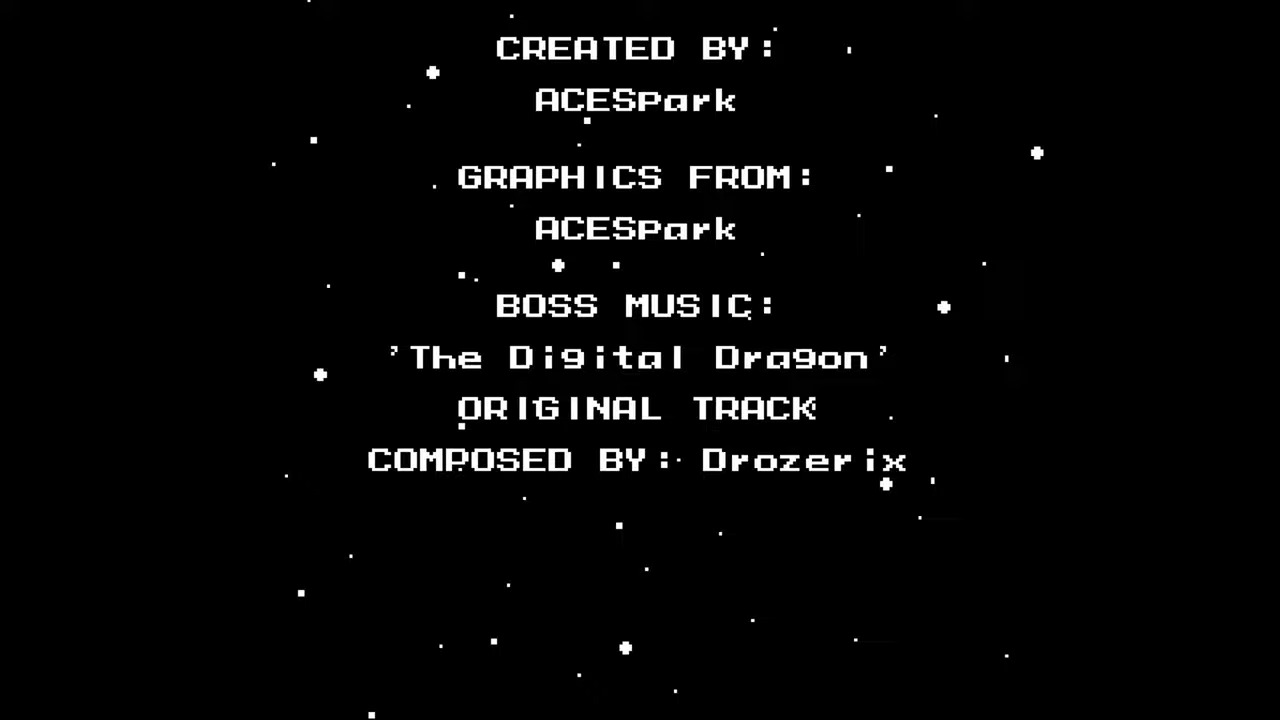 CREATED BY:
ACESpark
GRAPHICS FROM:
ACESpark
BOSS MUSIC:
'The Digital Dragon'
ORIGINAL TRACK
COMPOSED BY: Drozerix